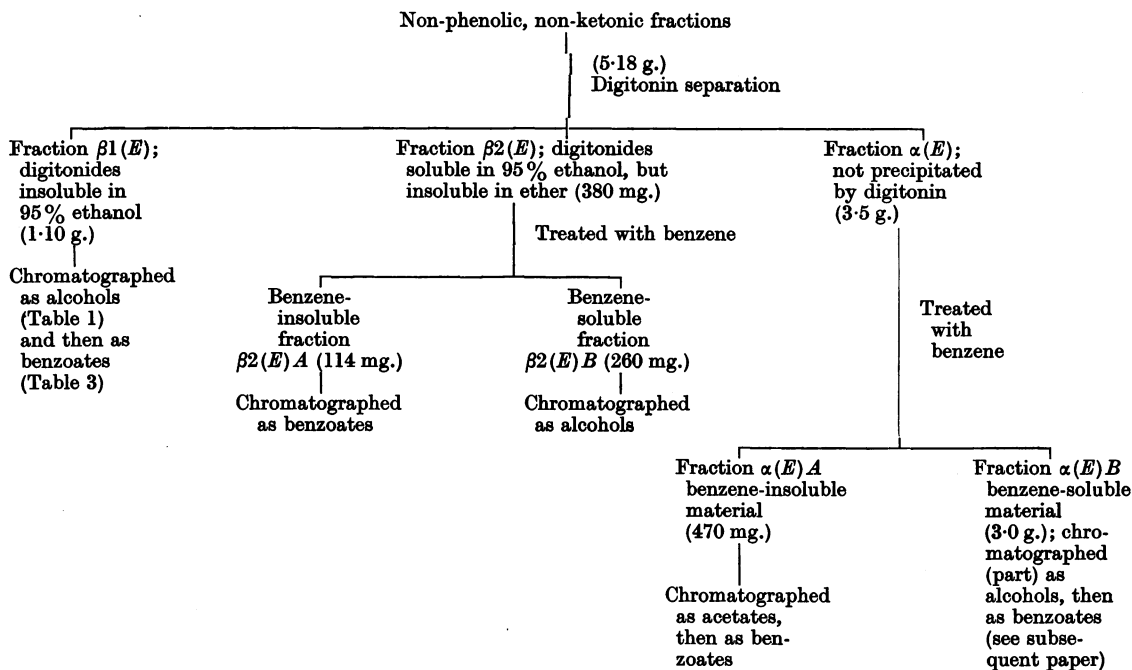 Non-phenolic, non-ketonic fractions
(5·18 g.)
Digitonin separation
Fraction β1(E);
digitonides
insoluble in
95% ethanol
(1·10 g.)
Chromatographed
as alcohols
(Table 1)
and then as
benzoates
(Table 3)
Fraction β2(E); digitonides
soluble in 95% ethanol, but
insoluble in ether (380 mg.)
Treated with benzene
Benzene-
insoluble
fraction
β2(E)A (114 mg.)
Chromatographed
as benzoates
Benzene-
soluble
fraction
β2(E)B (260 mg.)
Chromatographed
as alcohols
Fraction α(E);
not precipitated
by digitonin
(3·5 g.)
Treated
with
benzene
Fraction α(E)A
benzene-insoluble
material
(470 mg.)
Chromatographed
as acetates,
then as ben-
zoates
Fraction α(E)B
benzene-soluble
material
(3·0 g.); chro-
matographed
(part) as
alcohols, then
as benzoates
(see subse-
quent paper)